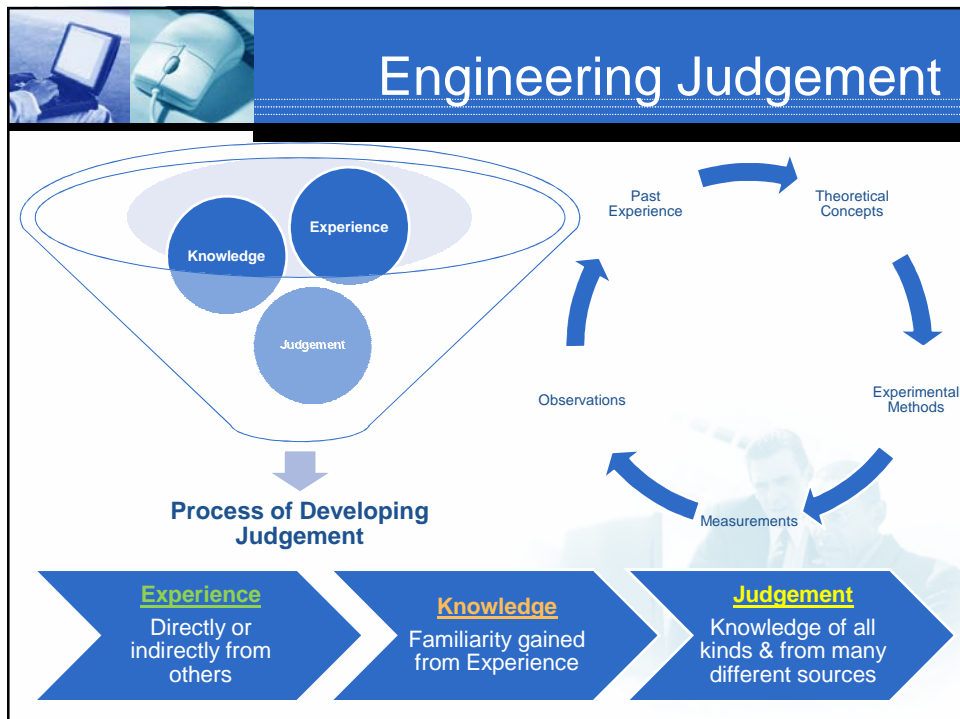 Engineering Judgement
Knowledge
Experience
Judgement
Process of Developing
Judgement
Past
Experience
Theoretical
Concepts
Experimental
Methods
Measurements
Observations
Experience
Directly or
indirectly from
others
Knowledge
Familiarity gained
from Experience
Judgement
Knowledge of all
kinds & from many
different sources